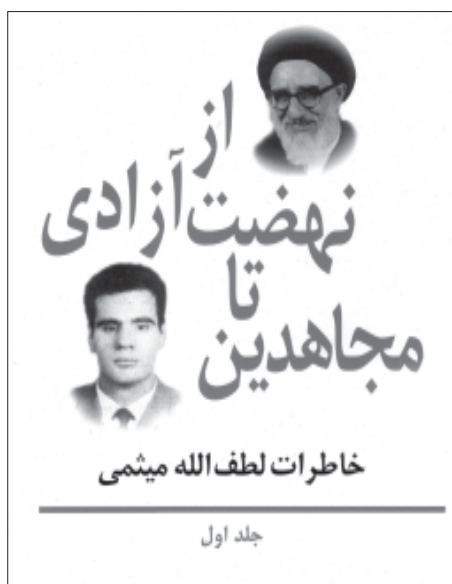 از
نهضت آزادی
تا
مجاهدین
خاطرات لطف‌الله میثمی
جلد اول